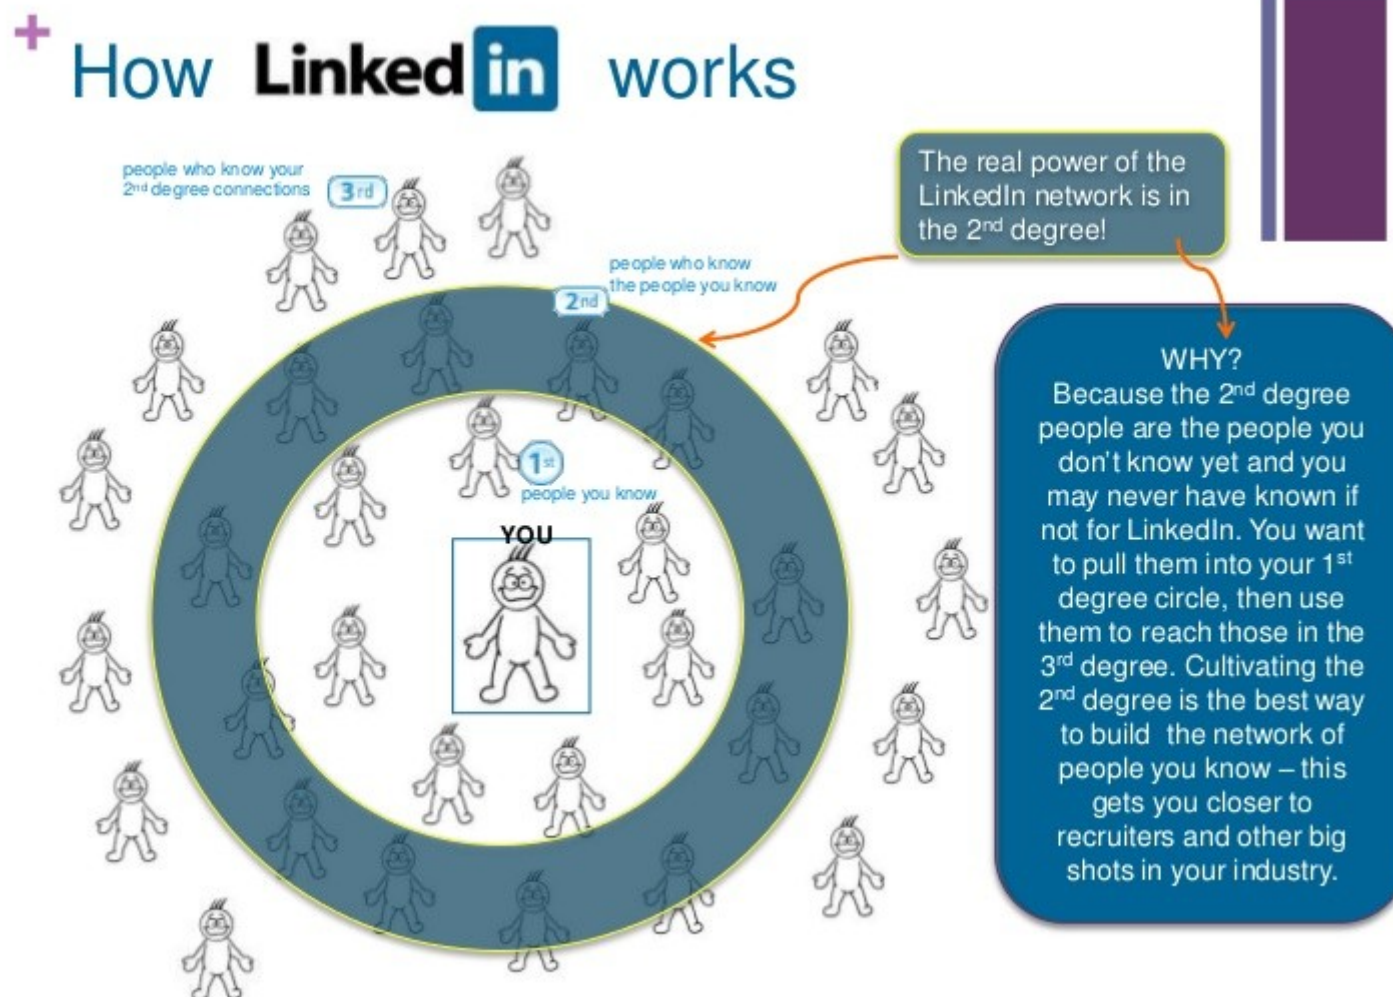 +
How Linked in works
people who know your
2nd degree connections
3rd
people who know
the people you know
2nd
1st
people you know
YOU
The real power of the
LinkedIn network is in
the 2nd degree!
WHY?
Because the 2nd degree
people are the people you
don't know yet and you
may never have known if
not for LinkedIn. You want
to pull them into your 1st
degree circle, then use
them to reach those in the
3rd degree. Cultivating the
2nd degree is the best way
to build the network of
people you know – this
gets you closer to
recruiters and other big
shots in your industry.